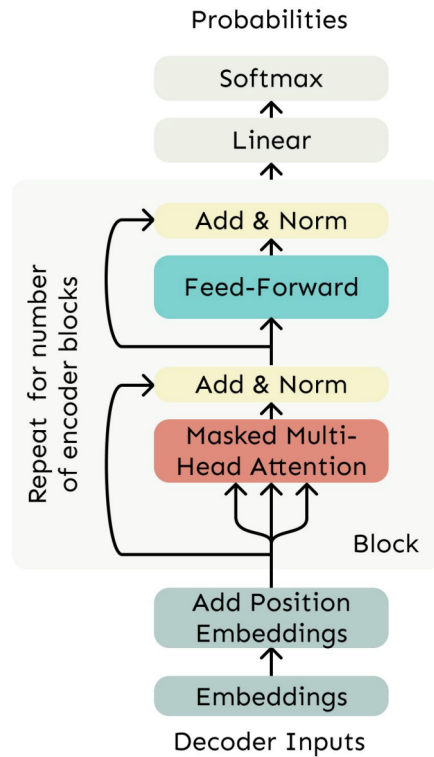 Probabilities
Softmax
Linear
Add & Norm
Feed-Forward
Repeat for number
of encoder blocks
Add & Norm
Masked Multi-
Head Attention
Block
Add Position
Embeddings
Embeddings
Decoder Inputs